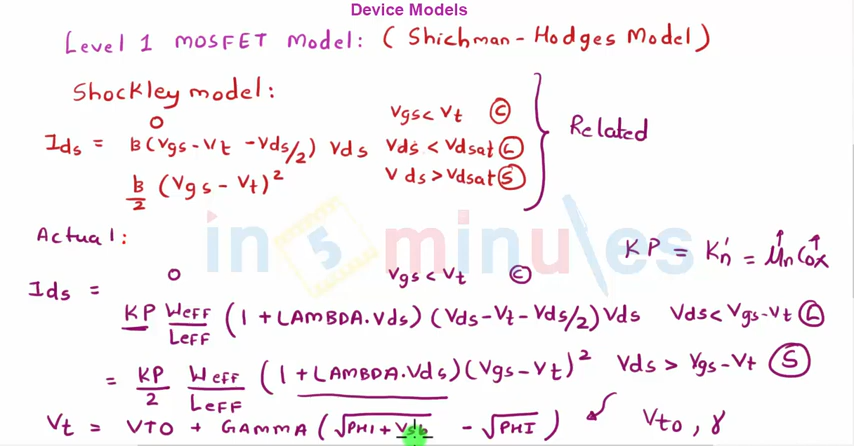 Device Models
Level 1 MOSFET Model: (Shichman-Hodges Model)
Shockley model:
0 Vgs < Vt Ⓒ
Ids = β(Vgs - Vt - Vds/2) Vds Vds < Vdsat Ⓛ
β/2 (Vgs - Vt)² Vds > Vdsat Ⓢ
Related
in 5 minutes
Actual:
KP = Kn' = μn Cox
0 Vgs < Vt Ⓒ
Ids =
KP Weff/Leff (1 + LAMBDA.Vds) (Vds - Vt - Vds/2) Vds Vds < Vgs - Vt Ⓛ
= KP/2 Weff/Leff (1 + LAMBDA.Vds) (Vgs - Vt)² Vds > Vgs - Vt Ⓢ
Vt = VTO + GAMMA (√PHI + Vsb - √PHI) Vto, γ